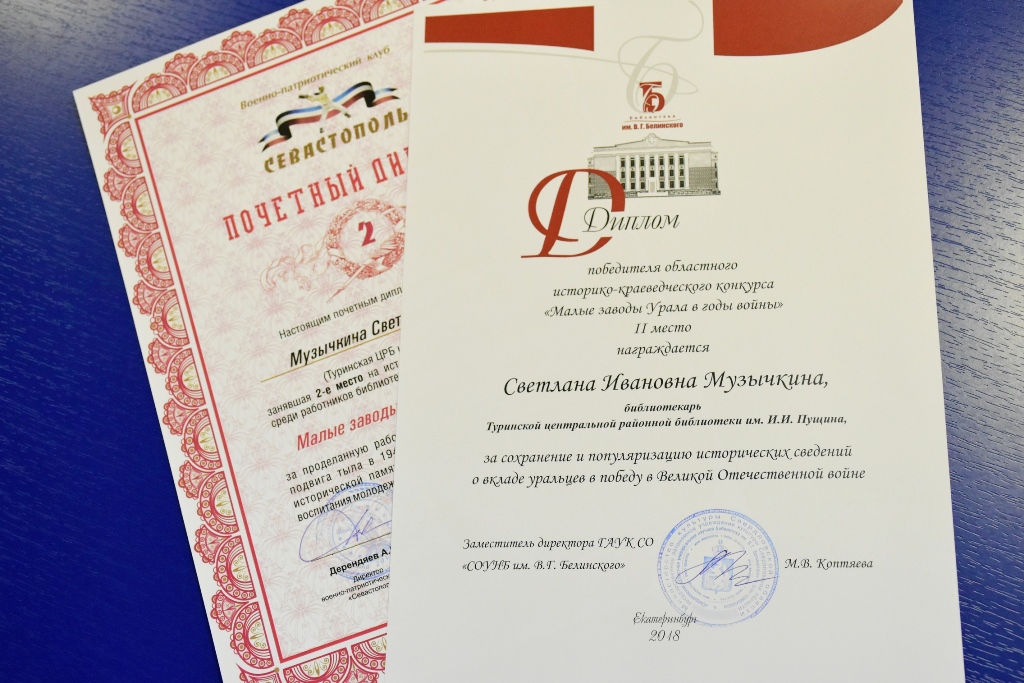 Военно-патриотический клуб
СЕВАСТОПОЛЬ
ПОЧЕТНЫЙ ДИ
2
Настоящим почетным дипл
Музычкина Свет
(Туринская ЦРБ
занявшая 2-е место на ист
среди работников библиоте
Малые заводы
за проделанную рабо
подвига тыла в 194
исторической памят
воспитания молодеж
Дерендяев А.
Директор
военно-патриотическ
«Севастопол
Б
Библиотека
им. В. Г. Белинского
Диплом
победителя областного
историко-краеведческого конкурса
«Малые заводы Урала в годы войны»
II место
награждается
Светлана Ивановна Музычкина,
библиотекарь
Туринской центральной районной библиотеки им. И.И. Пущина,
за сохранение и популяризацию исторических сведений
о вкладе уральцев в победу в Великой Отечественной войне
Заместитель директора ГАУК СО
«СОУНБ им. В.Г. Белинского»
М.В. Коптяева
Екатеринбург
2018